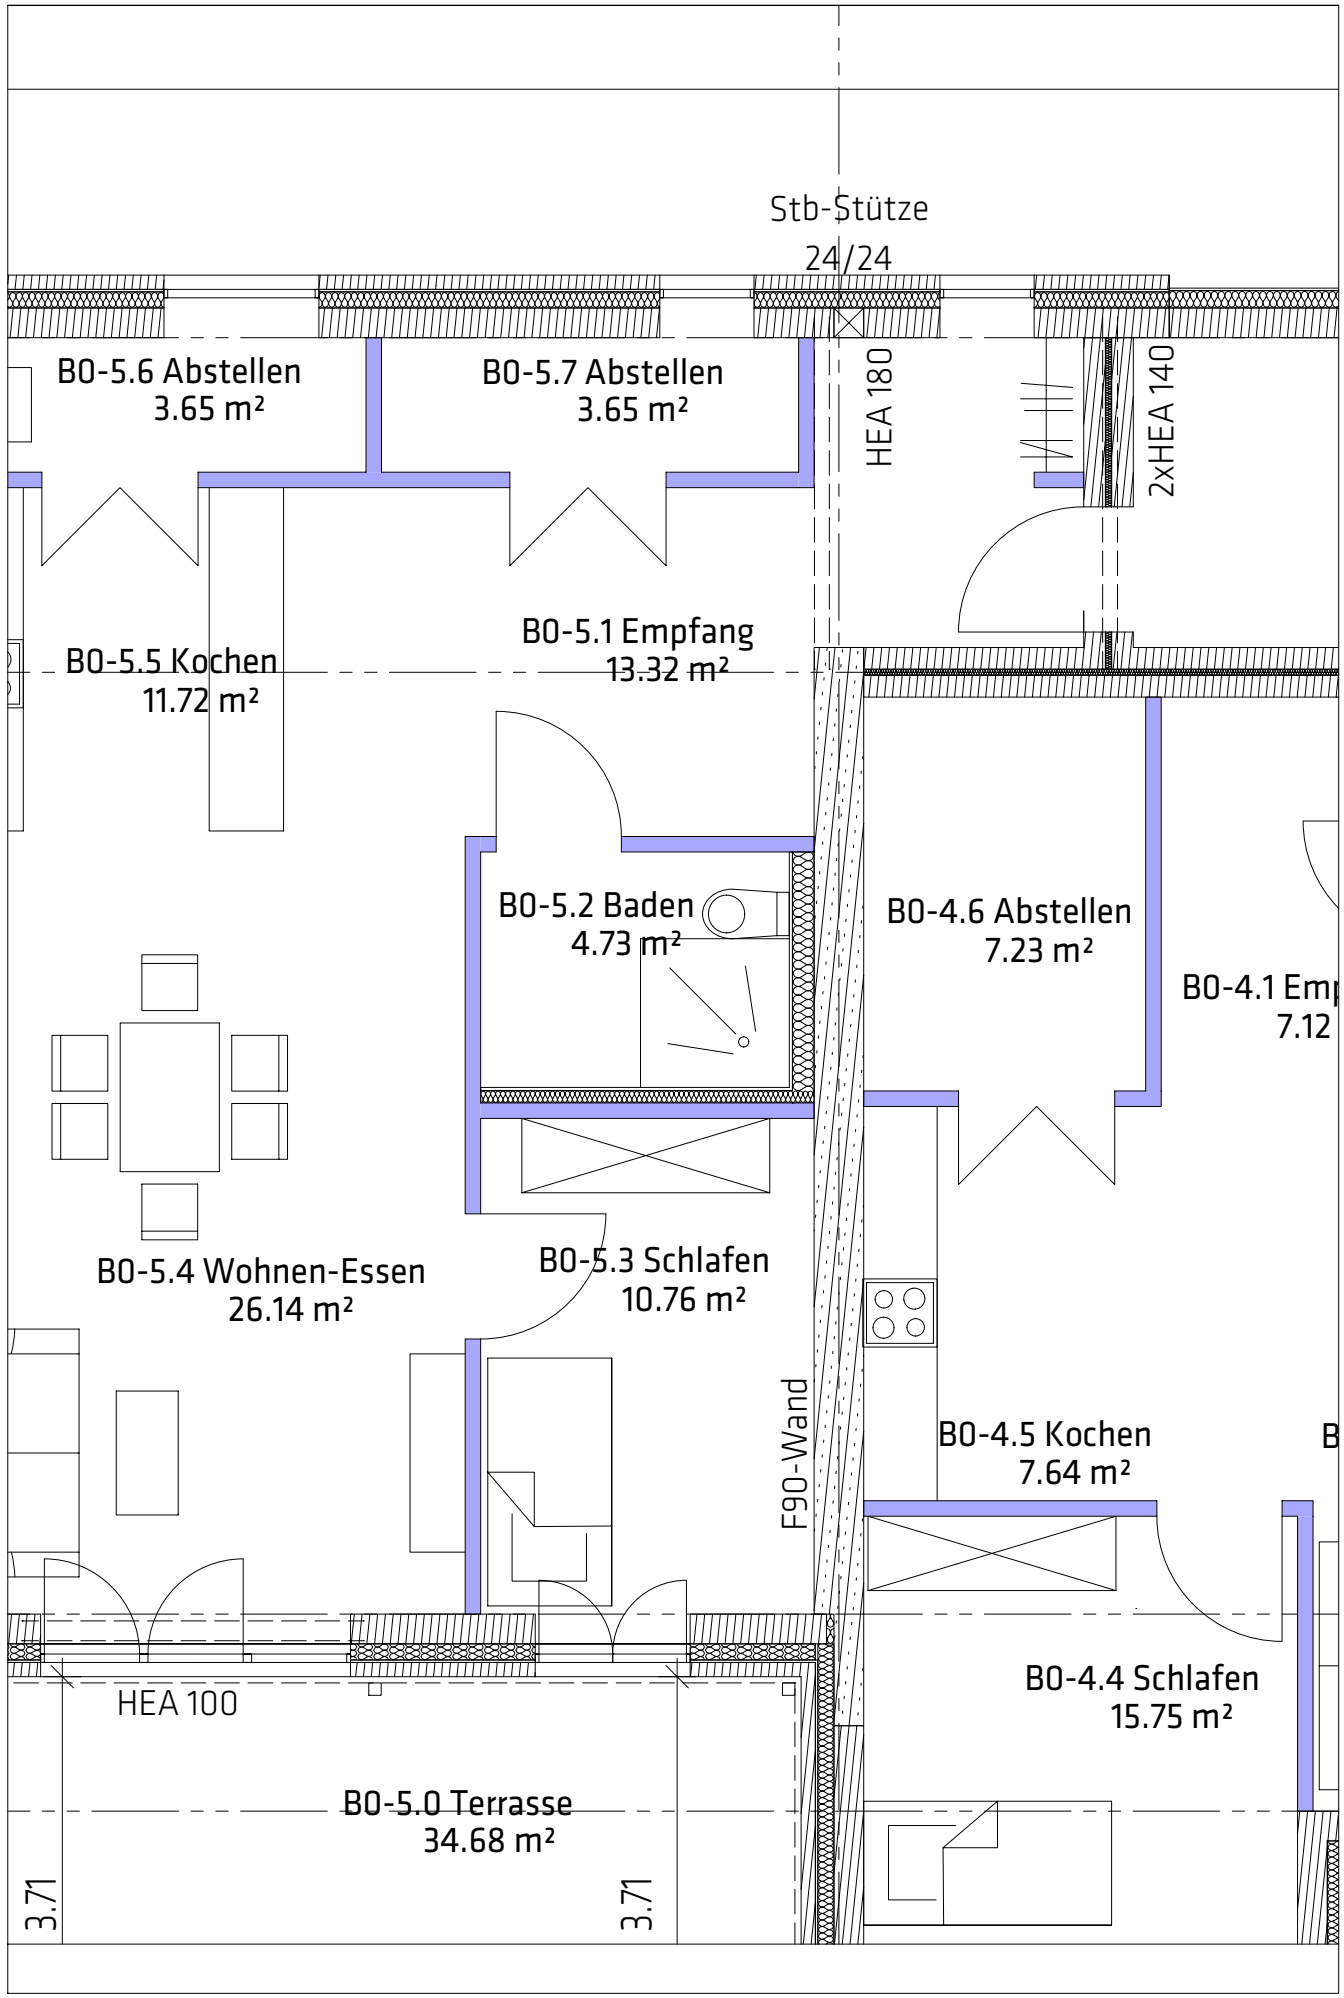 Stb-Stütze
24/24
B0-5.6 Abstellen
3.65 m²
B0-5.7 Abstellen
3.65 m²
HEA 180
2xHEA 140
B0-5.1 Empfang
13.32 m²
B0-5.5 Kochen
11.72 m²
B0-5.2 Baden
4.73 m²
B0-4.6 Abstellen
7.23 m²
B0-4.1 Emp
7.12
B0-5.4 Wohnen-Essen
26.14 m²
B0-5.3 Schlafen
10.76 m²
F90-Wand
B0-4.5 Kochen
7.64 m²
B
B0-4.4 Schlafen
15.75 m²
HEA 100
B0-5.0 Terrasse
34.68 m²
3.71
3.71